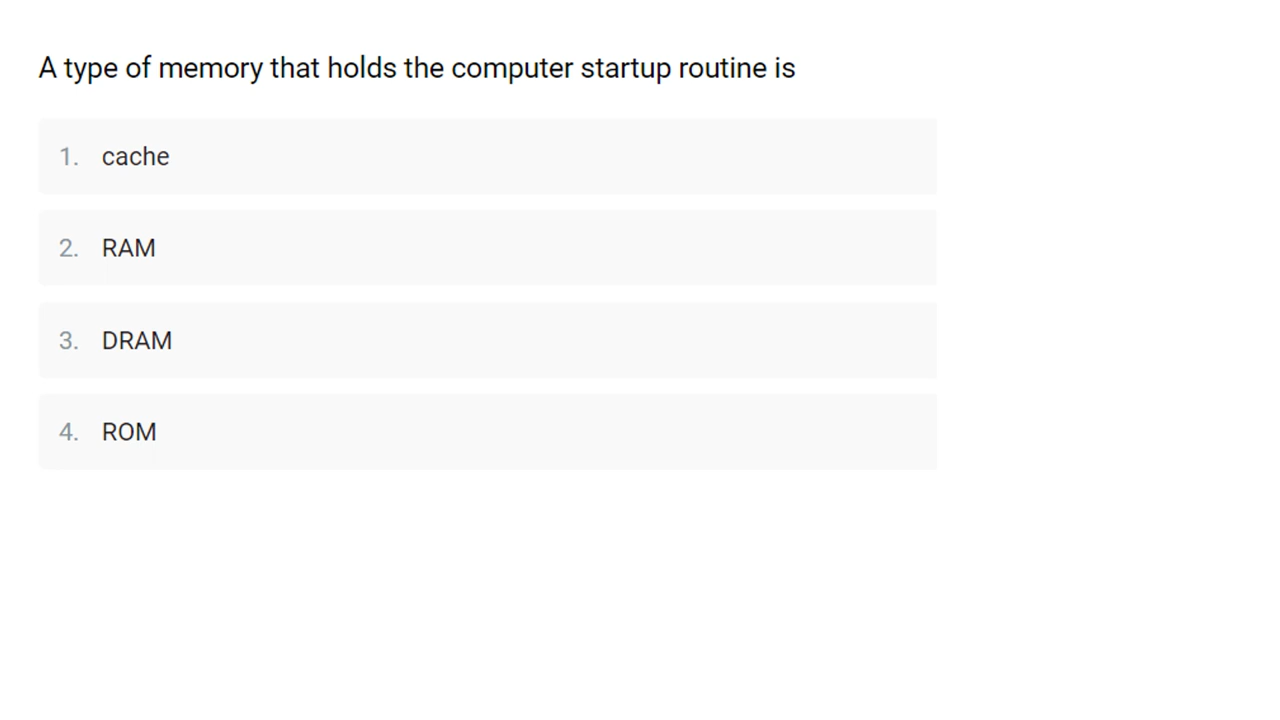 A type of memory that holds the computer startup routine is
1. cache
2. RAM
3. DRAM
4. ROM